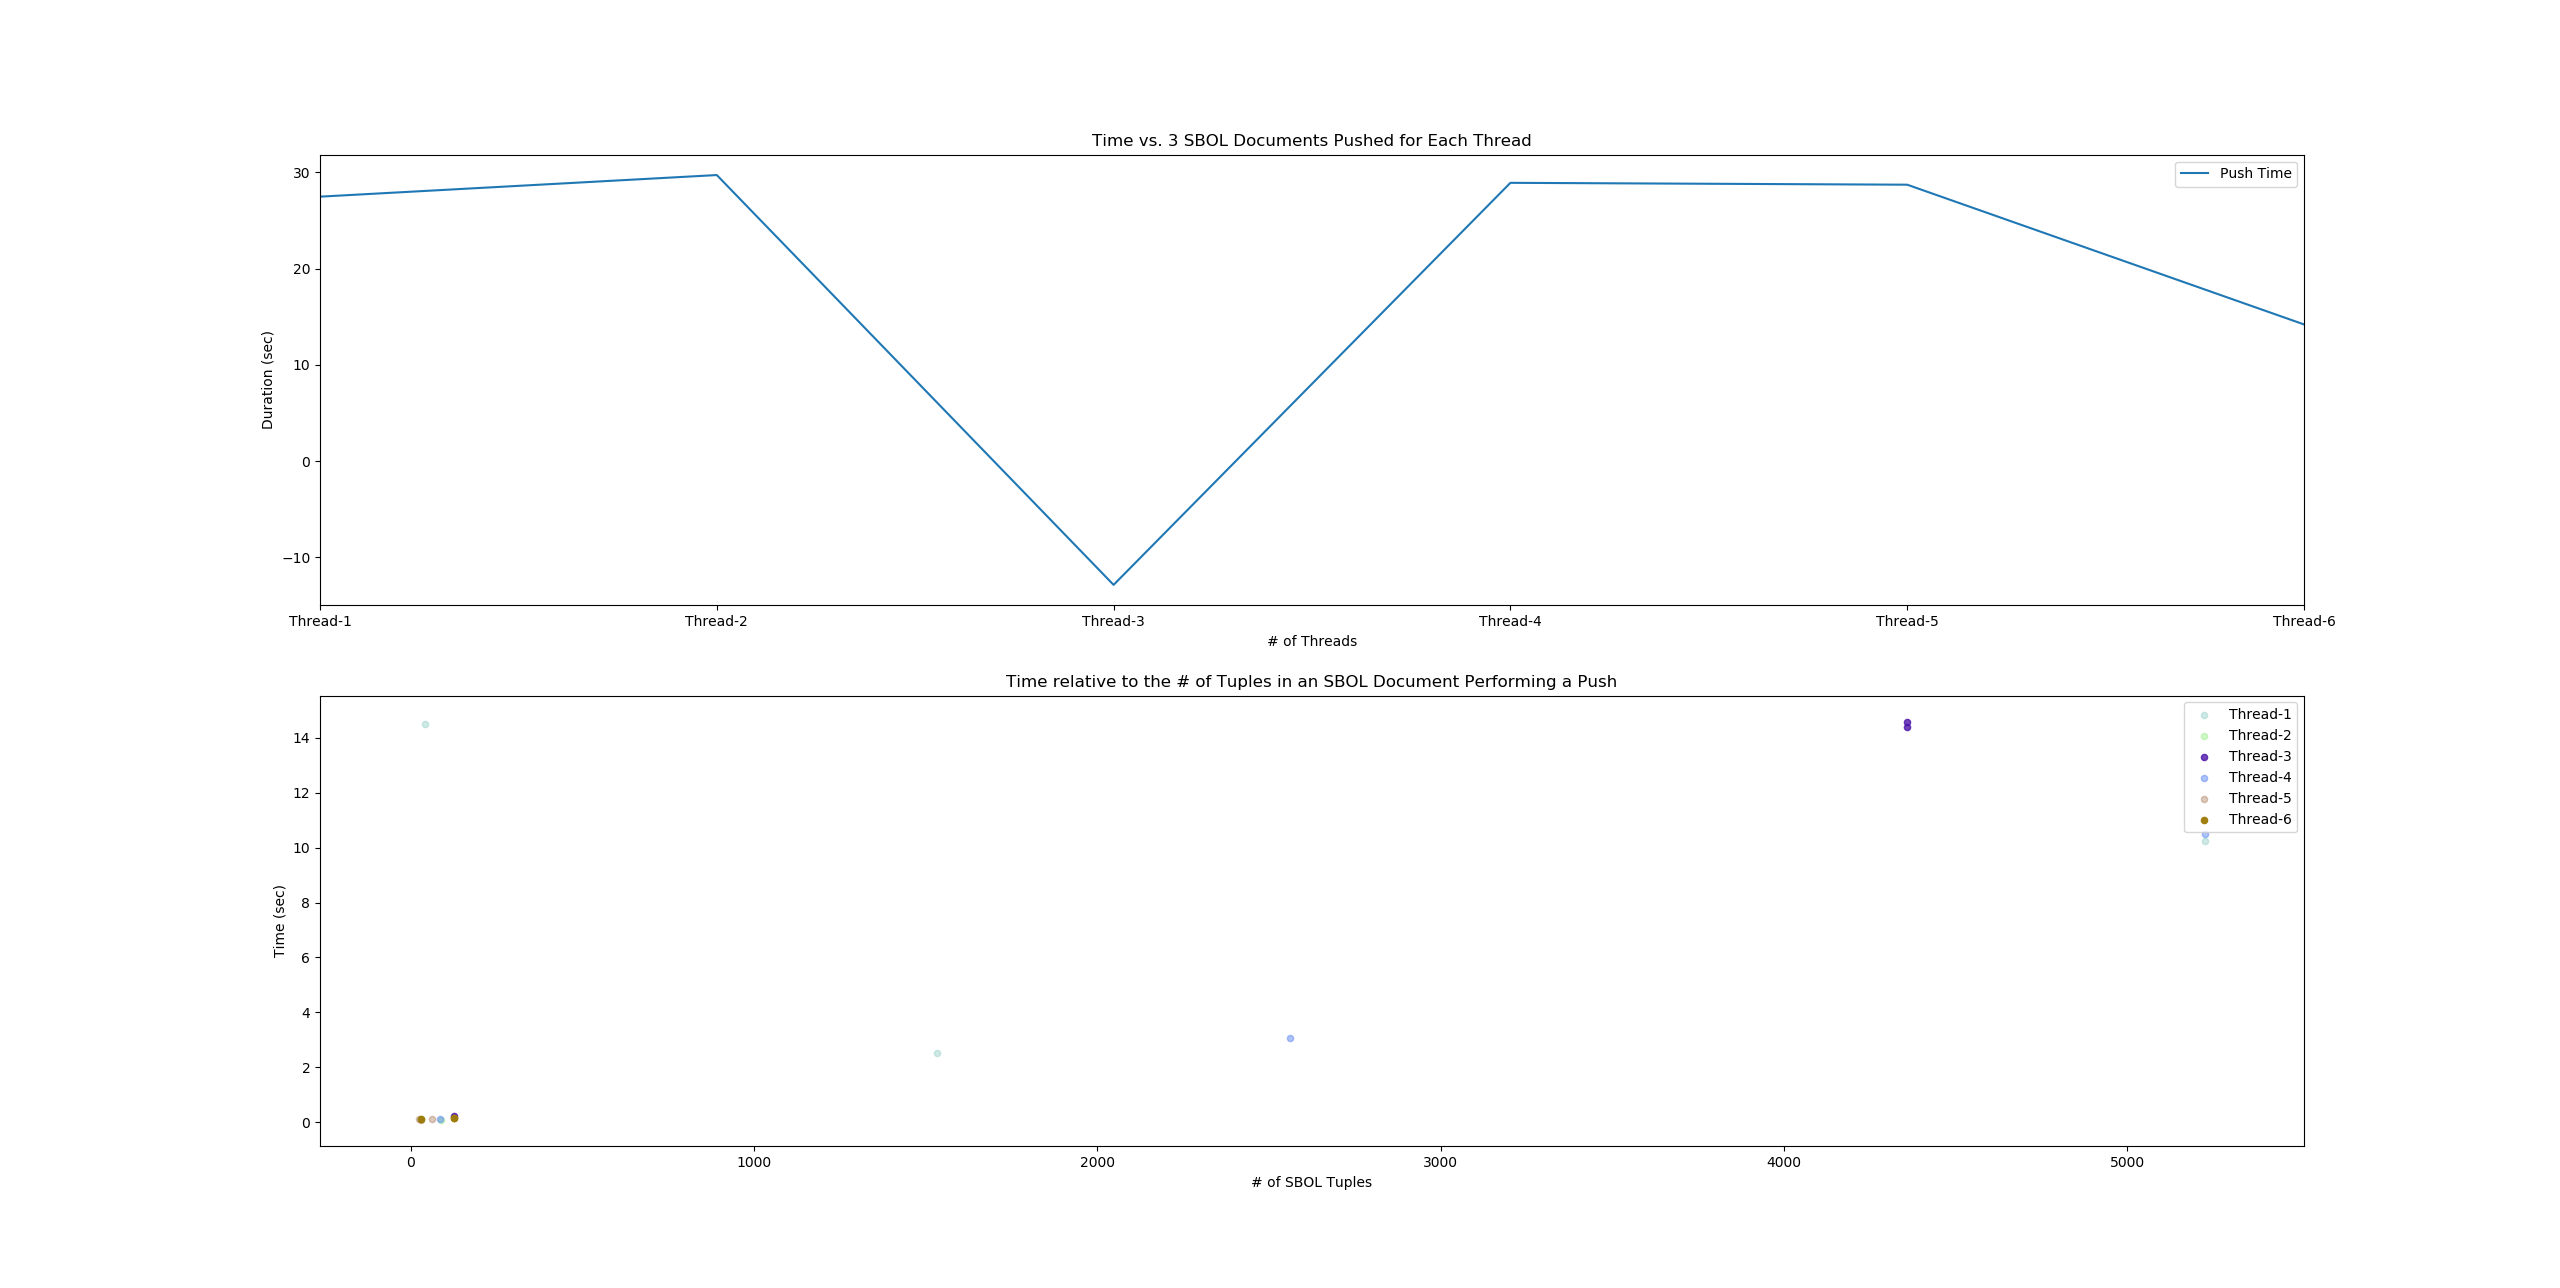 Time vs. 3 SBOL Documents Pushed for Each Thread
Push Time
30
20
10
0
−10
Duration (sec)
Thread-1 Thread-2 Thread-3 Thread-4 Thread-5 Thread-6
# of Threads
Time relative to the # of Tuples in an SBOL Document Performing a Push
Thread-1
Thread-2
Thread-3
Thread-4
Thread-5
Thread-6
14
12
10
8
6
4
2
0
Time (sec)
0 1000 2000 3000 4000 5000
# of SBOL Tuples